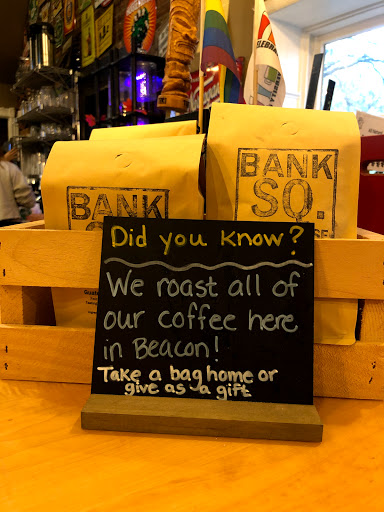 BANK
SQ.
BANK
Did you know?
We roast all of
our coffee here
in Beacon!
Take a bag home or
give as a gift